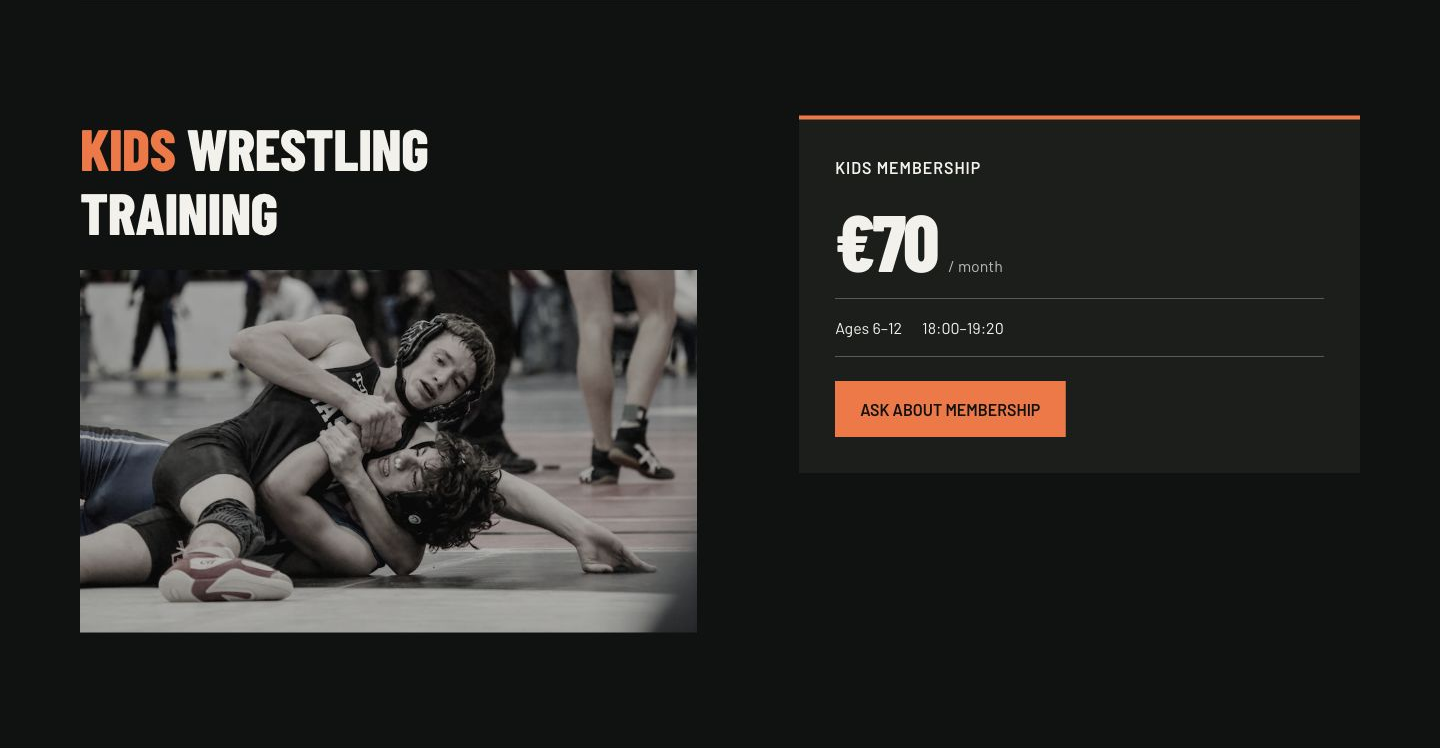 KIDS WRESTLING
TRAINING
KIDS MEMBERSHIP
€70 / month
Ages 6–12 18:00–19:20
ASK ABOUT MEMBERSHIP